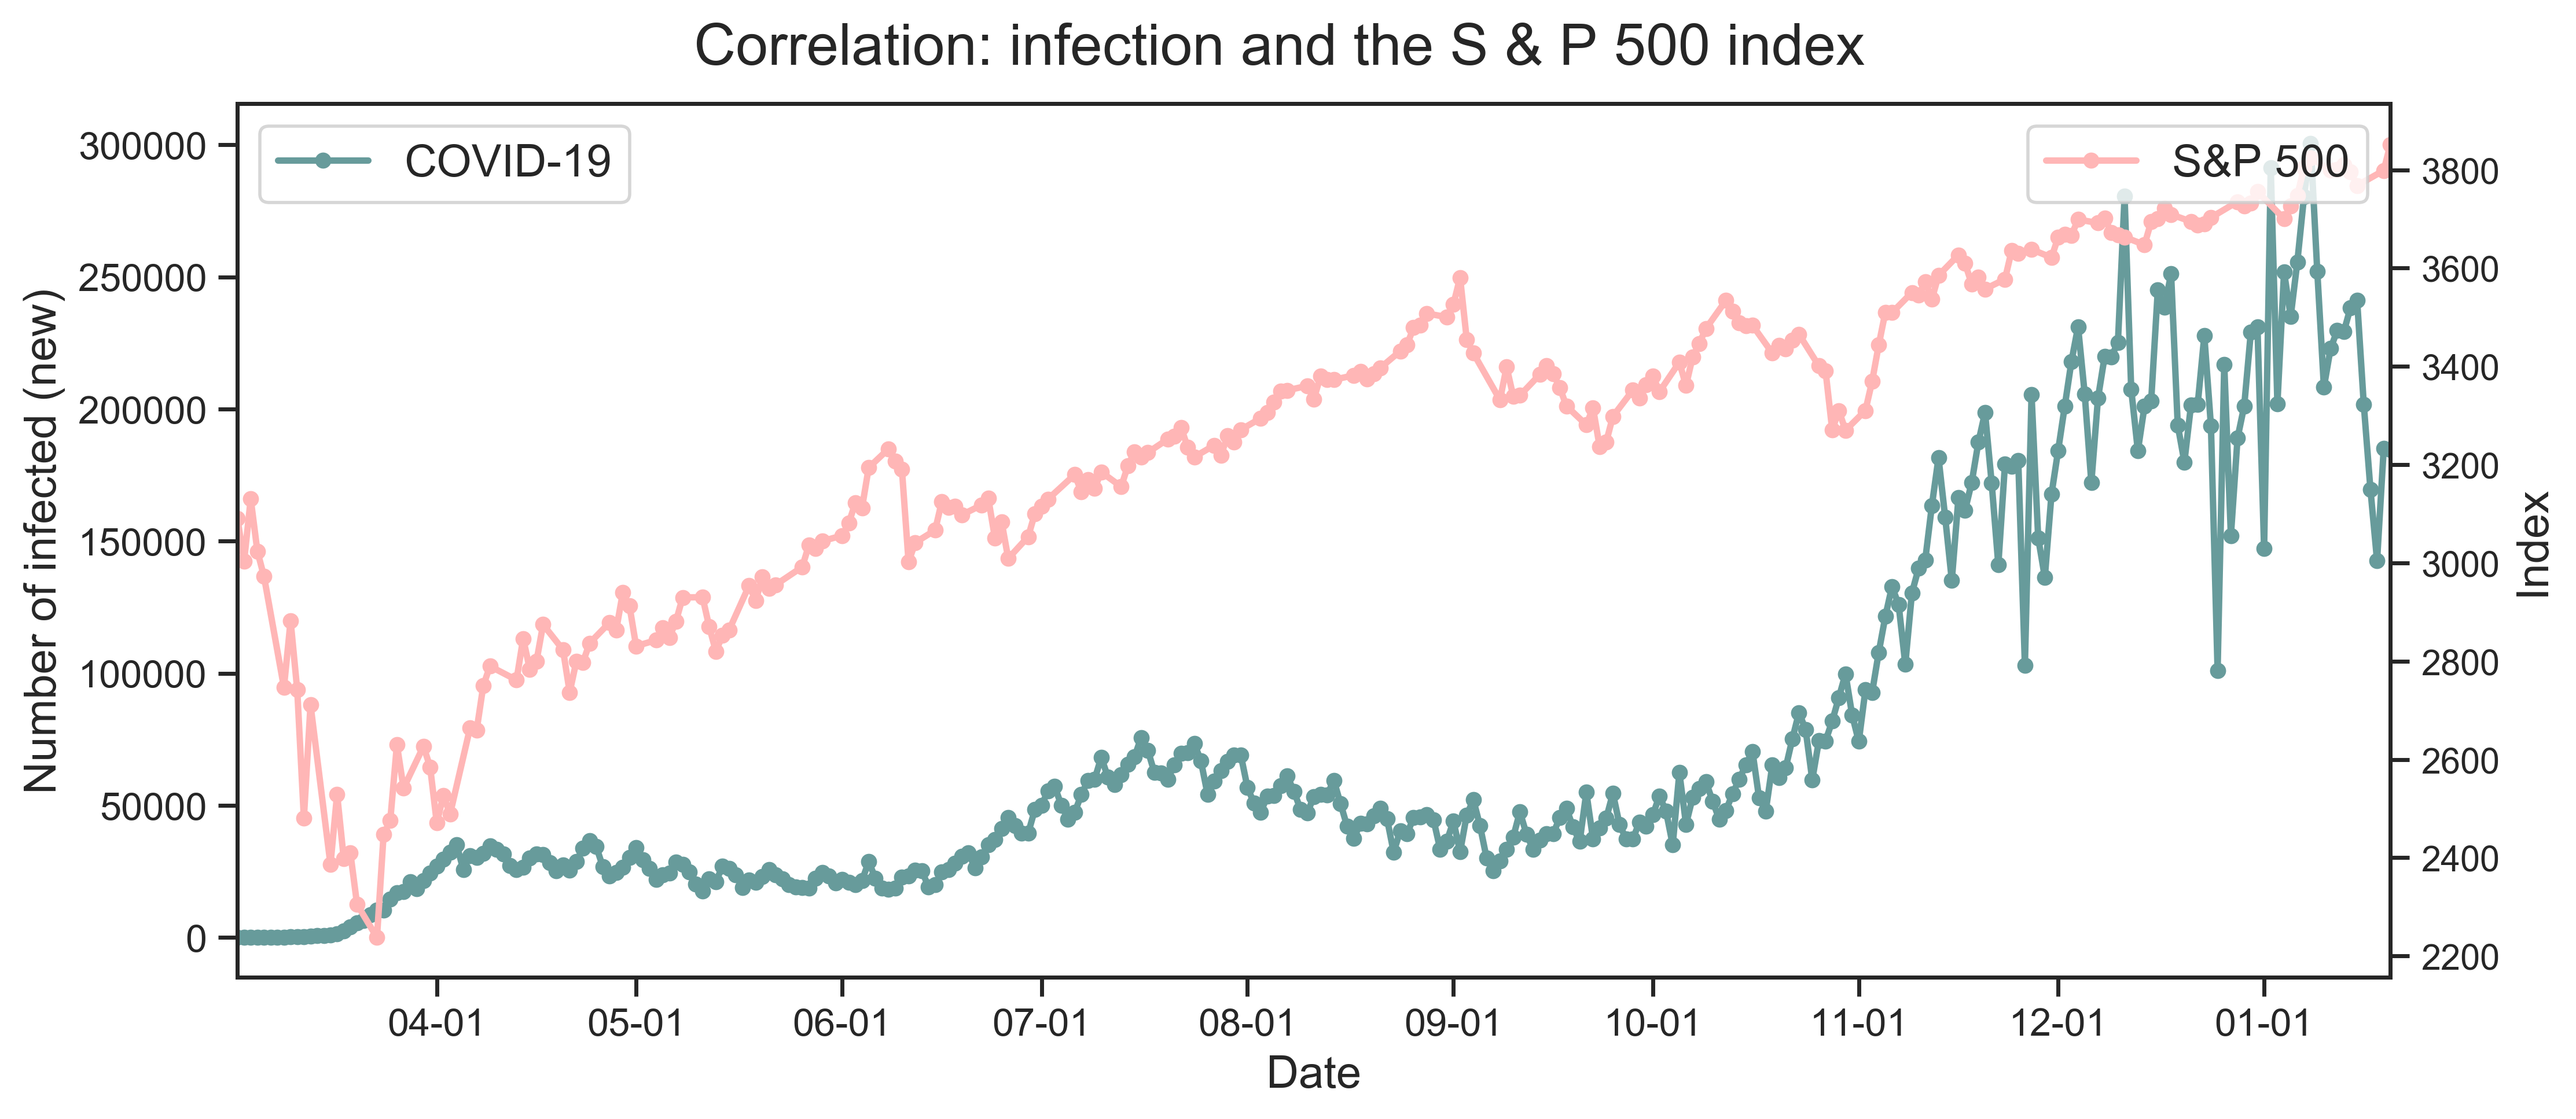 Correlation: infection and the S & P 500 index
COVID-19
S&P 500
Number of infected (new)
300000
250000
200000
150000
100000
50000
0
3800
3600
3400
3200
3000
2800
2600
2400
2200
Index
04-01 05-01 06-01 07-01 08-01 09-01 10-01 11-01 12-01 01-01
Date